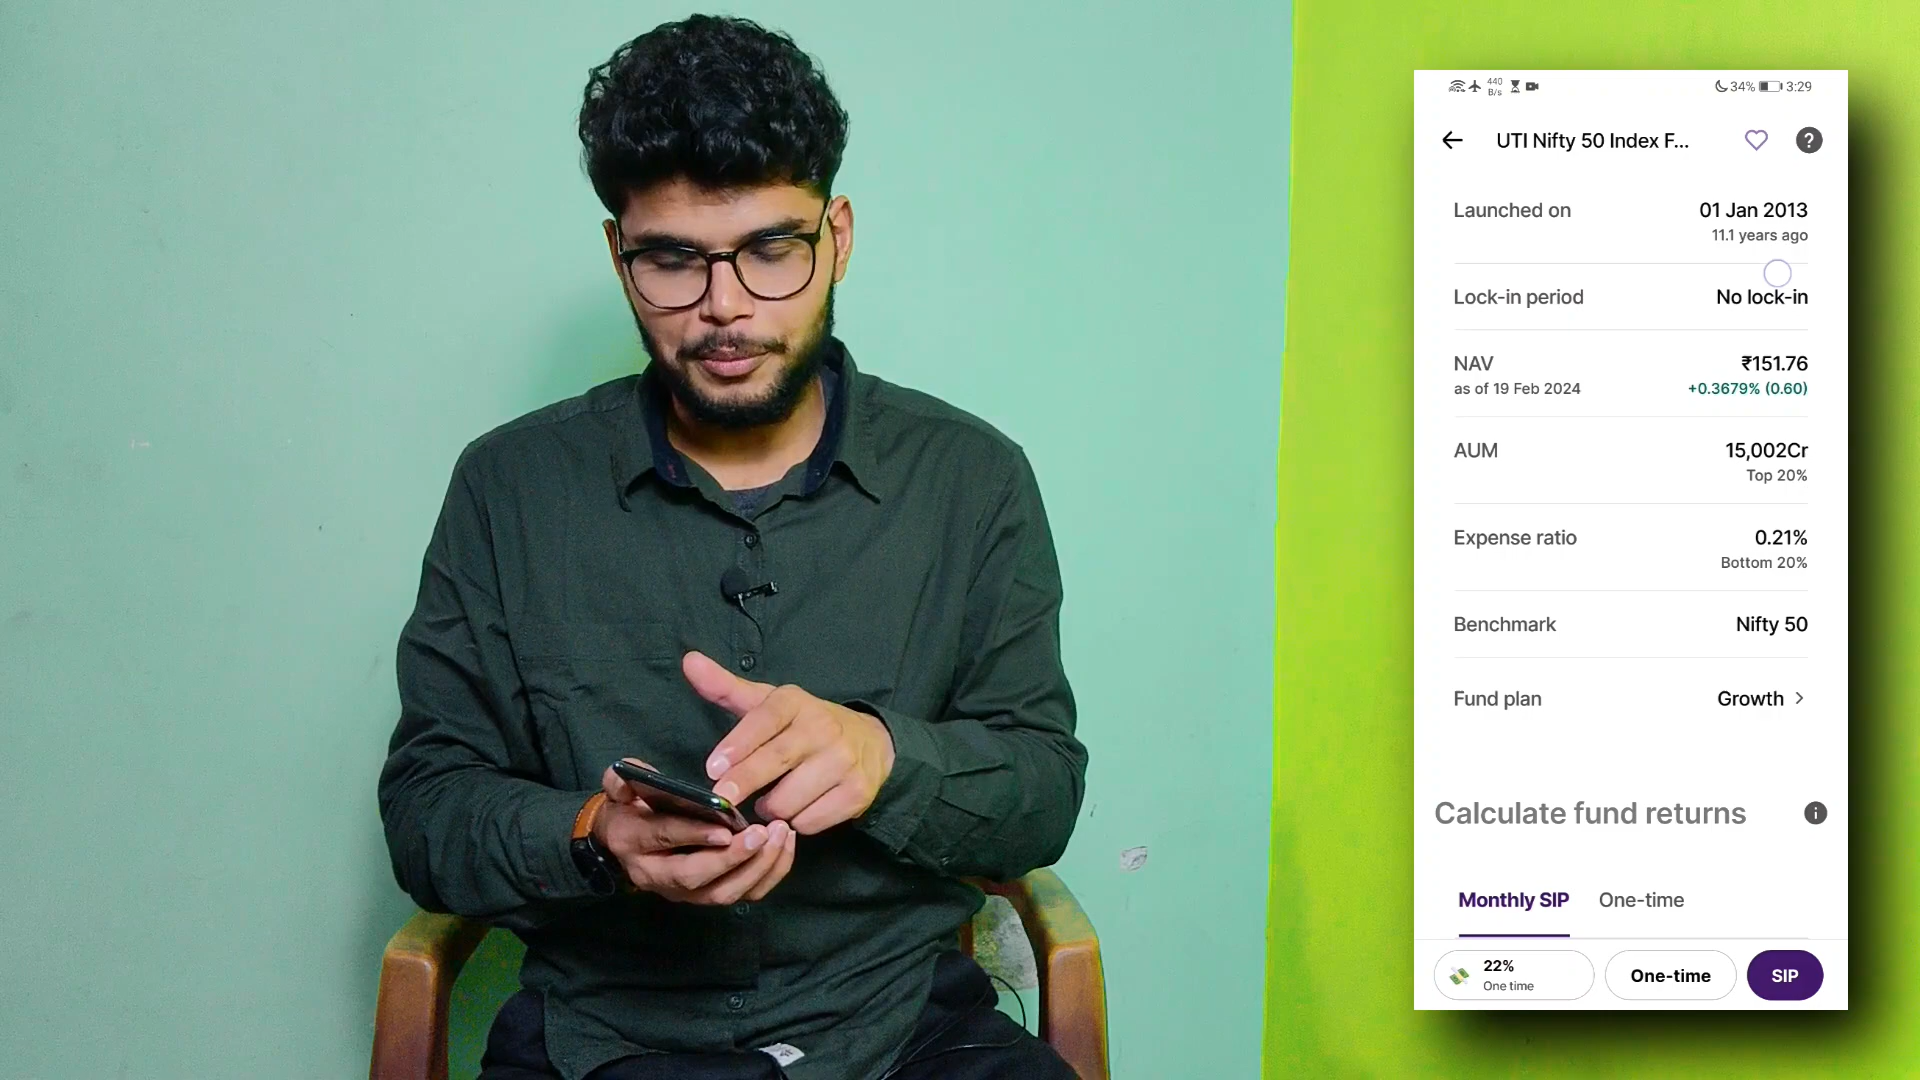 440
B/s
34%
3:29
UTI Nifty 50 Index F...
?
Launched on
01 Jan 2013
11.1 years ago
Lock-in period
No lock-in
NAV
₹151.76
as of 19 Feb 2024
+0.3679% (0.60)
AUM
15,002Cr
Top 20%
Expense ratio
0.21%
Bottom 20%
Benchmark
Nifty 50
Fund plan
Growth
Calculate fund returns
i
Monthly SIP
One-time
22%
One time
One-time
SIP